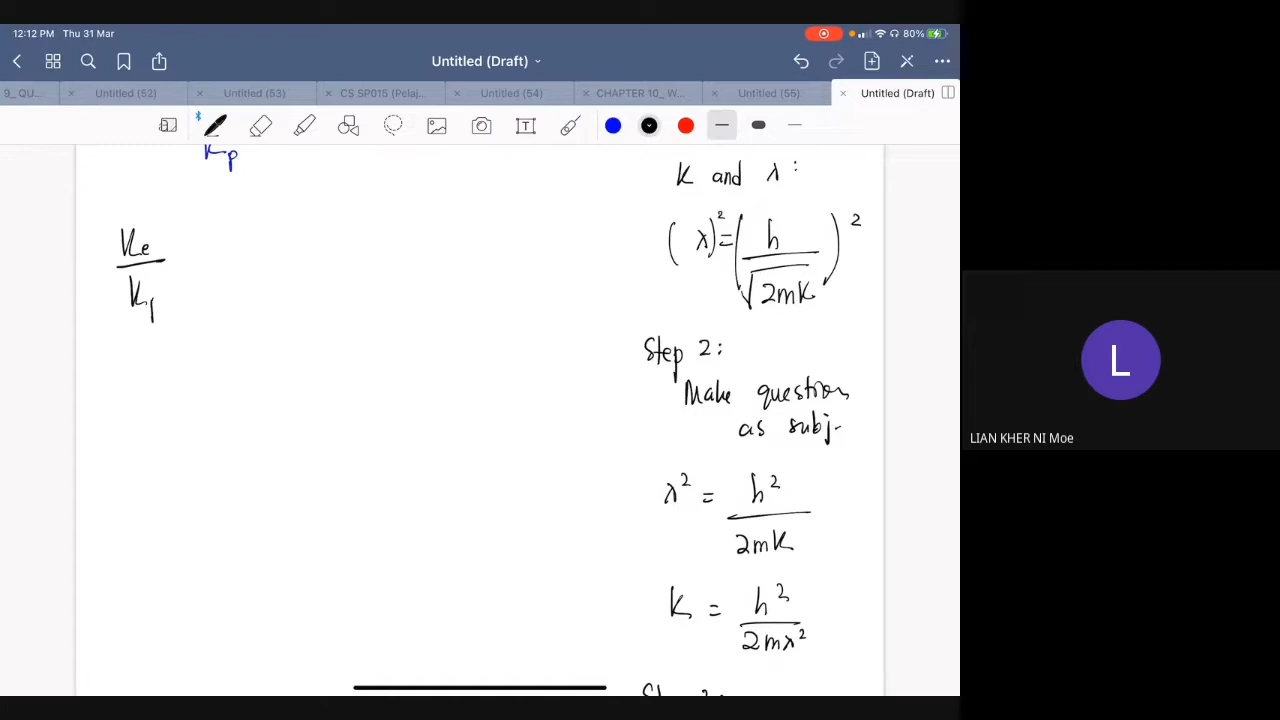 12:12 PM Thu 31 Mar
80%
Untitled (Draft)
9_ QU...
Untitled (52)
Untitled (53)
CS SP015 (Pelaj...
Untitled (54)
CHAPTER 10_ W...
Untitled (55)
Untitled (Draft)
T
Kp
K and λ :
Ke
K
(λ)² = (h
√2mK)²
Step 2:
Make question
as subj.
λ² = h²
2mK
K = h²
2mλ²
L
LIAN KHER NI Moe